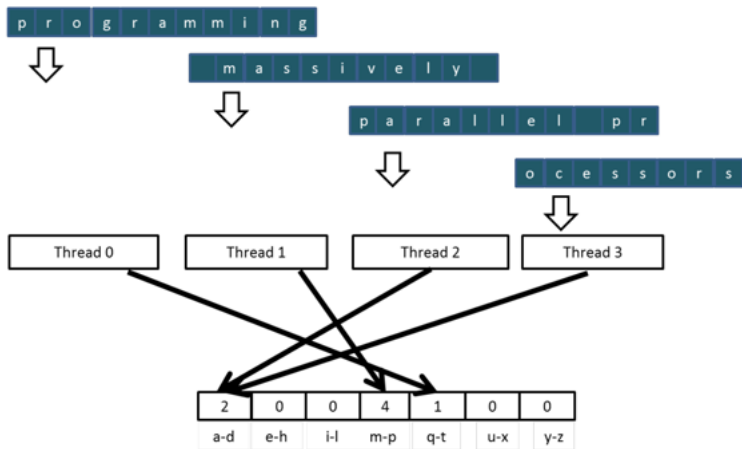 p r o g r a m m i n g
m a s s i v e l y
p a r a l l e l p r
o c e s s o r s
Thread 0 Thread 1 Thread 2 Thread 3
2 0 0 4 1 0 0
a-d e-h i-l m-p q-t u-x y-z